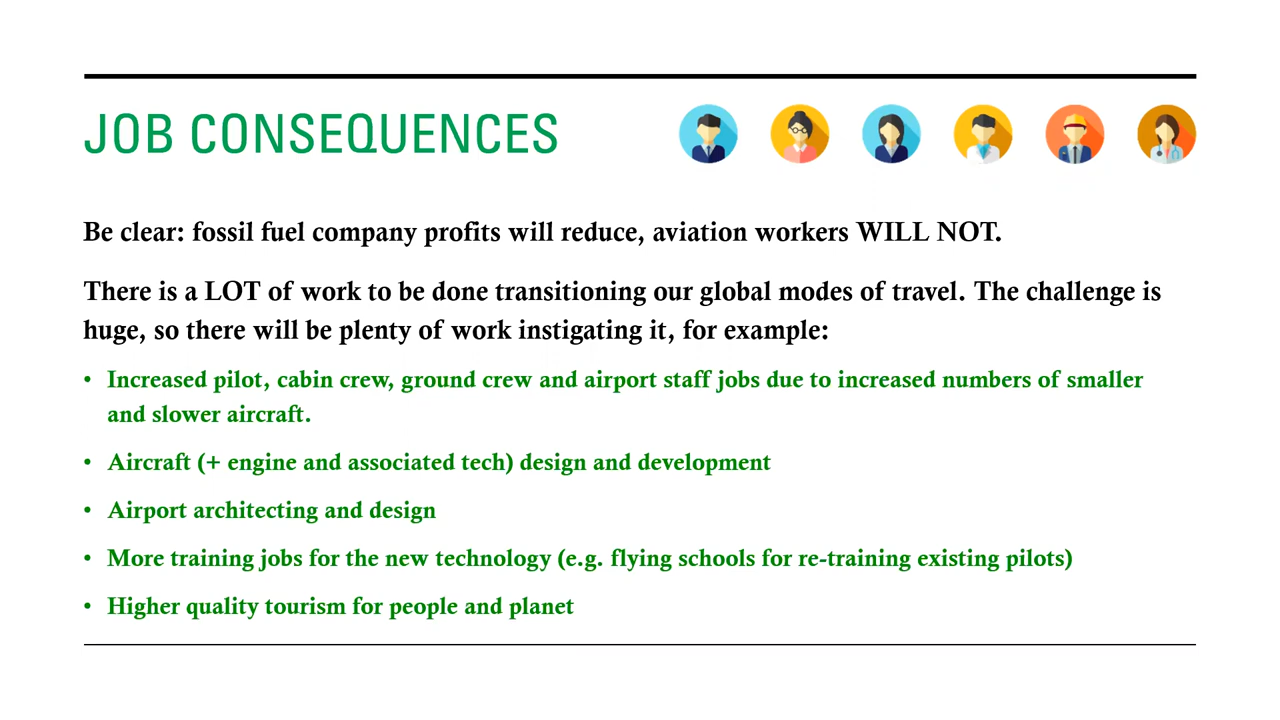 JOB CONSEQUENCES
Be clear: fossil fuel company profits will reduce, aviation workers WILL NOT.
There is a LOT of work to be done transitioning our global modes of travel. The challenge is
huge, so there will be plenty of work instigating it, for example:
• Increased pilot, cabin crew, ground crew and airport staff jobs due to increased numbers of smaller
and slower aircraft.
• Aircraft (+ engine and associated tech) design and development
• Airport architecting and design
• More training jobs for the new technology (e.g. flying schools for re-training existing pilots)
• Higher quality tourism for people and planet